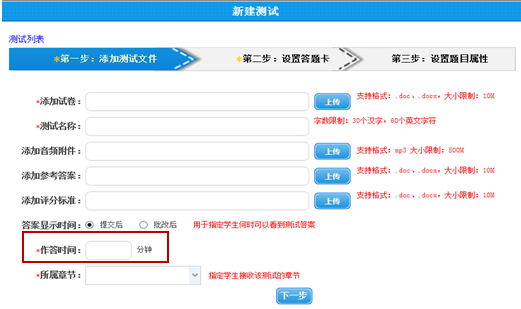 新建测试
测试列表
*第一步：添加测试文件 *第二步：设置答题卡 第三步：设置题目属性
*添加试卷： 上传 支持格式：.doc、.docx，大小限制：10M
*测试名称： 字数限制：30个汉字，60个英文字符
添加音频附件： 上传 支持格式：mp3 大小限制：500M
添加参考答案： 上传 支持格式：.doc、.docx，大小限制：10M
添加评分标准： 上传 支持格式：.doc、.docx，大小限制：10M
答案显示时间： 提交后 批改后 用于指定学生何时可以看到测试答案
*作答时间： 分钟
*所属章节： 指定学生接收该测试的章节
下一步